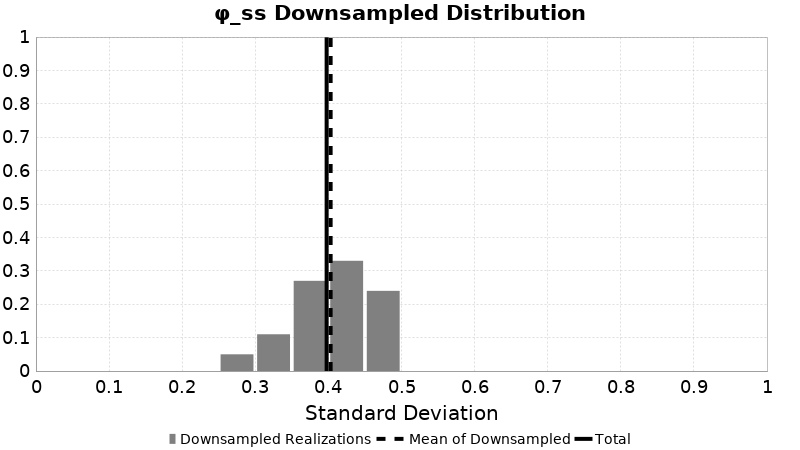 φ_ss Downsampled Distribution
1
0.9
0.8
0.7
0.6
0.5
0.4
0.3
0.2
0.1
0
0 0.1 0.2 0.3 0.4 0.5 0.6 0.7 0.8 0.9 1
Standard Deviation
Downsampled Realizations Mean of Downsampled Total